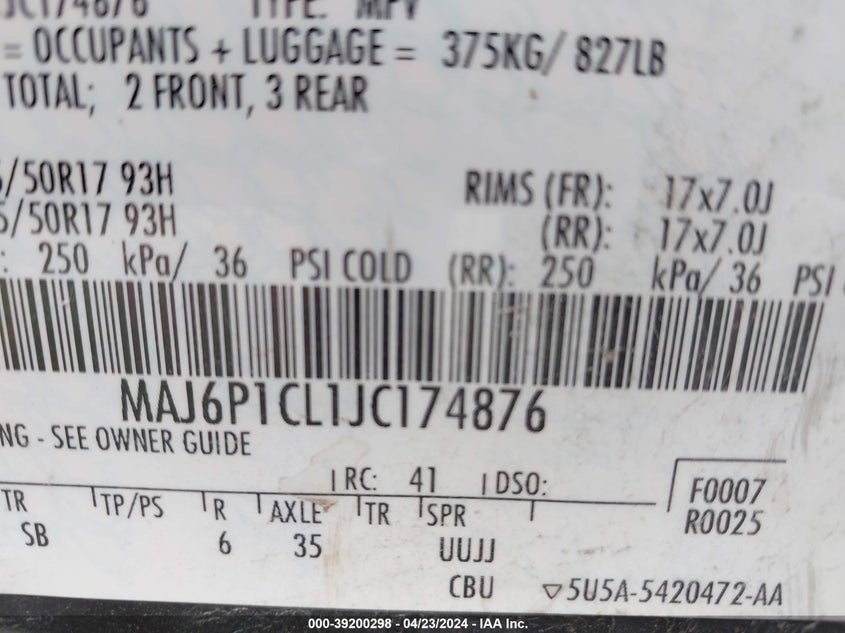 JC174876 TYPE: MPV
= OCCUPANTS + LUGGAGE = 375KG/ 827LB
TOTAL; 2 FRONT, 3 REAR
/50R17 93H RIMS (FR): 17x7.0J
5/50R17 93H (RR): 17x7.0J
: 250 kPa/ 36 PSI COLD (RR): 250 kPa/ 36 PSI
MAJ6P1CL1JC174876
NG - SEE OWNER GUIDE
RC: 41 DSO:
F0007
TR TP/PS R AXLE TR SPR
R0025
SB 6 35 UUJJ
CBU ▽5U5A-5420472-AA
000-39200298 - 04/23/2024 - IAA Inc.